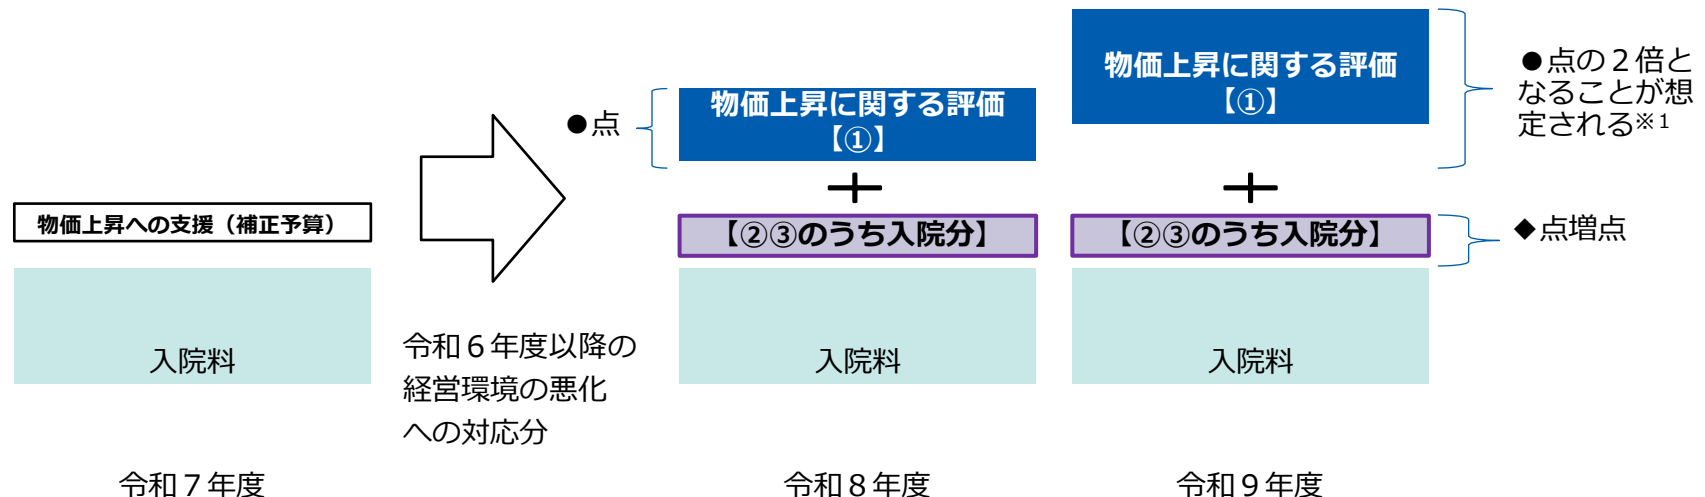 物価上昇への支援（補正予算）
入院料
令和７年度
令和６年度以降の
経営環境の悪化
への対応分
●点
物価上昇に関する評価
【①】
＋
【②③のうち入院分】
入院料
令和８年度
物価上昇に関する評価
【①】
＋
【②③のうち入院分】
入院料
令和９年度
●点の２倍と
なることが想
定される※1
◆点増点